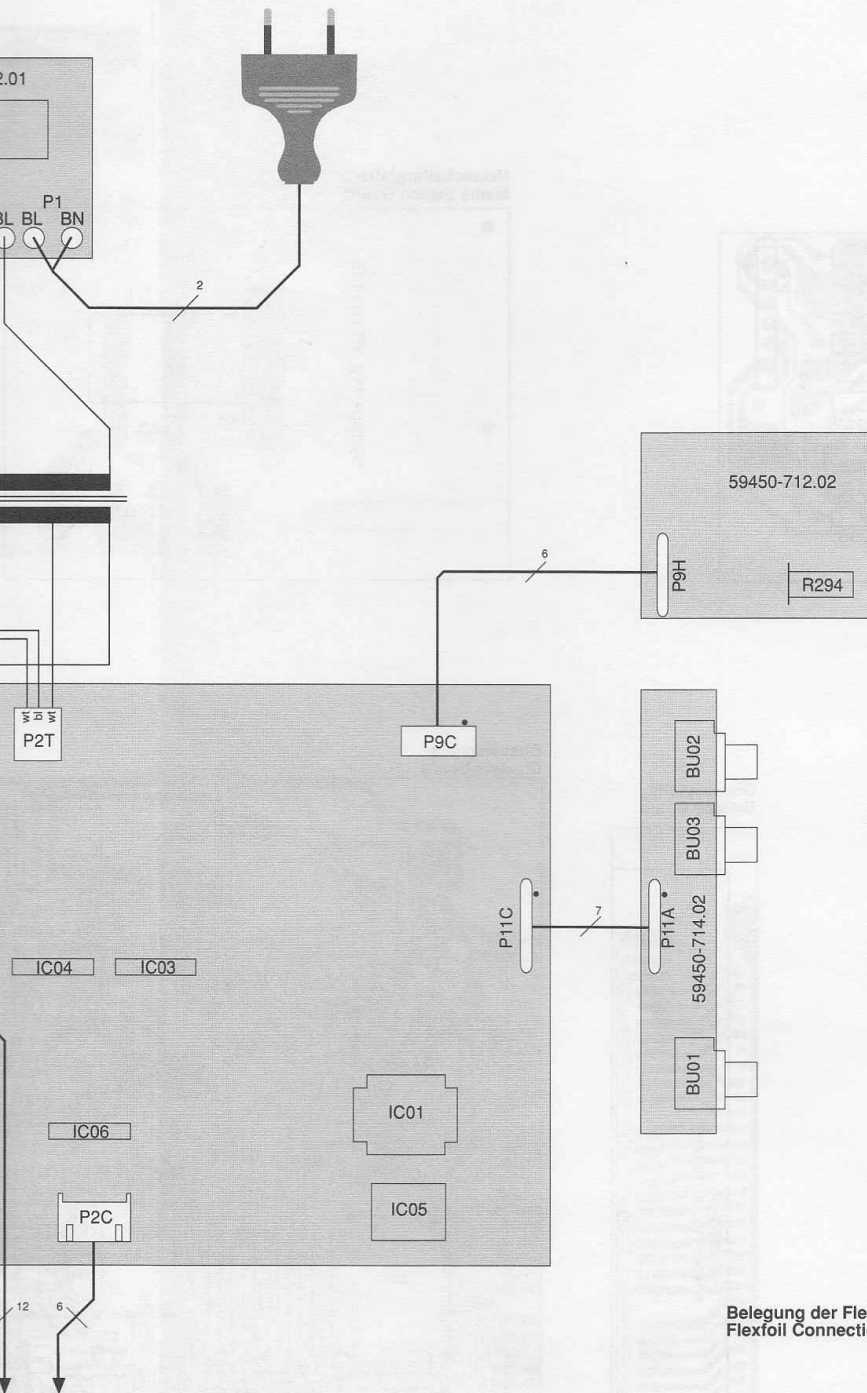 2.01
P1
BL BL BN
2
59450-712.02
6
P9H
R294
wt bl wt
P2T
P9C
BU02
BU03
P11C
7
P11A
59450-714.02
IC04
IC03
BU01
IC01
IC06
P2C
IC05
12
6
Belegung der Fle
Flexfoil Connecti